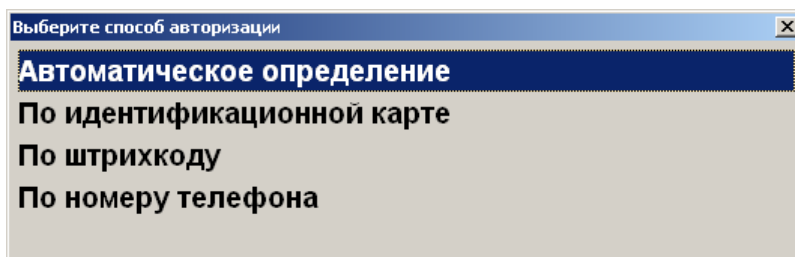 Выберите способ авторизации
Автоматическое определение
По идентификационной карте
По штрихкоду
По номеру телефона